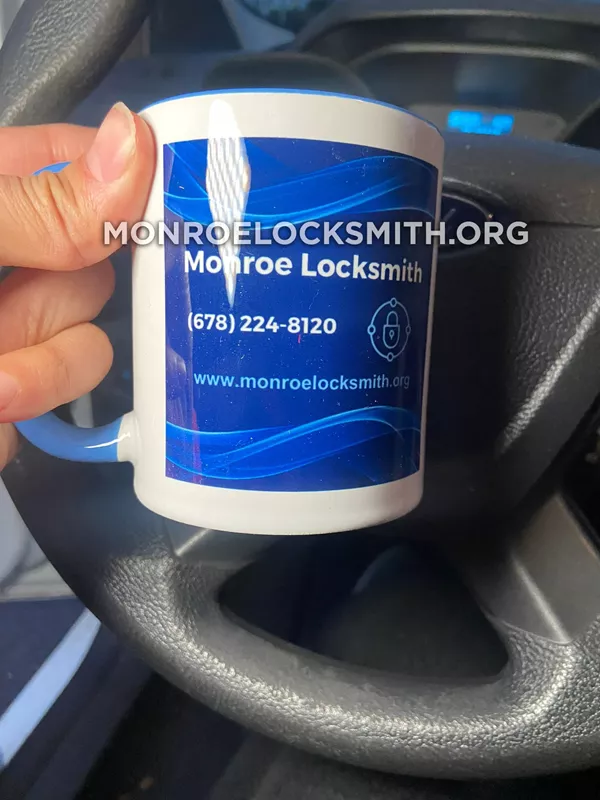 MONROELOCKSMITH.ORG
Monroe Locksmith
(678) 224-8120
www.monroelocksmith.org